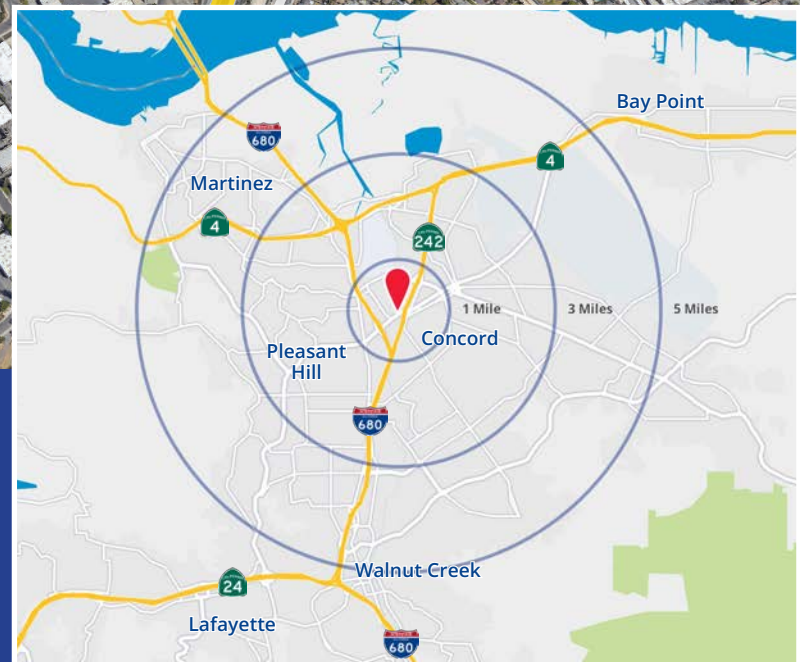 Bay Point
680
4
Martinez
4
242
1 Mile
3 Miles
5 Miles
Concord
Pleasant
Hill
680
Walnut Creek
24
Lafayette
680